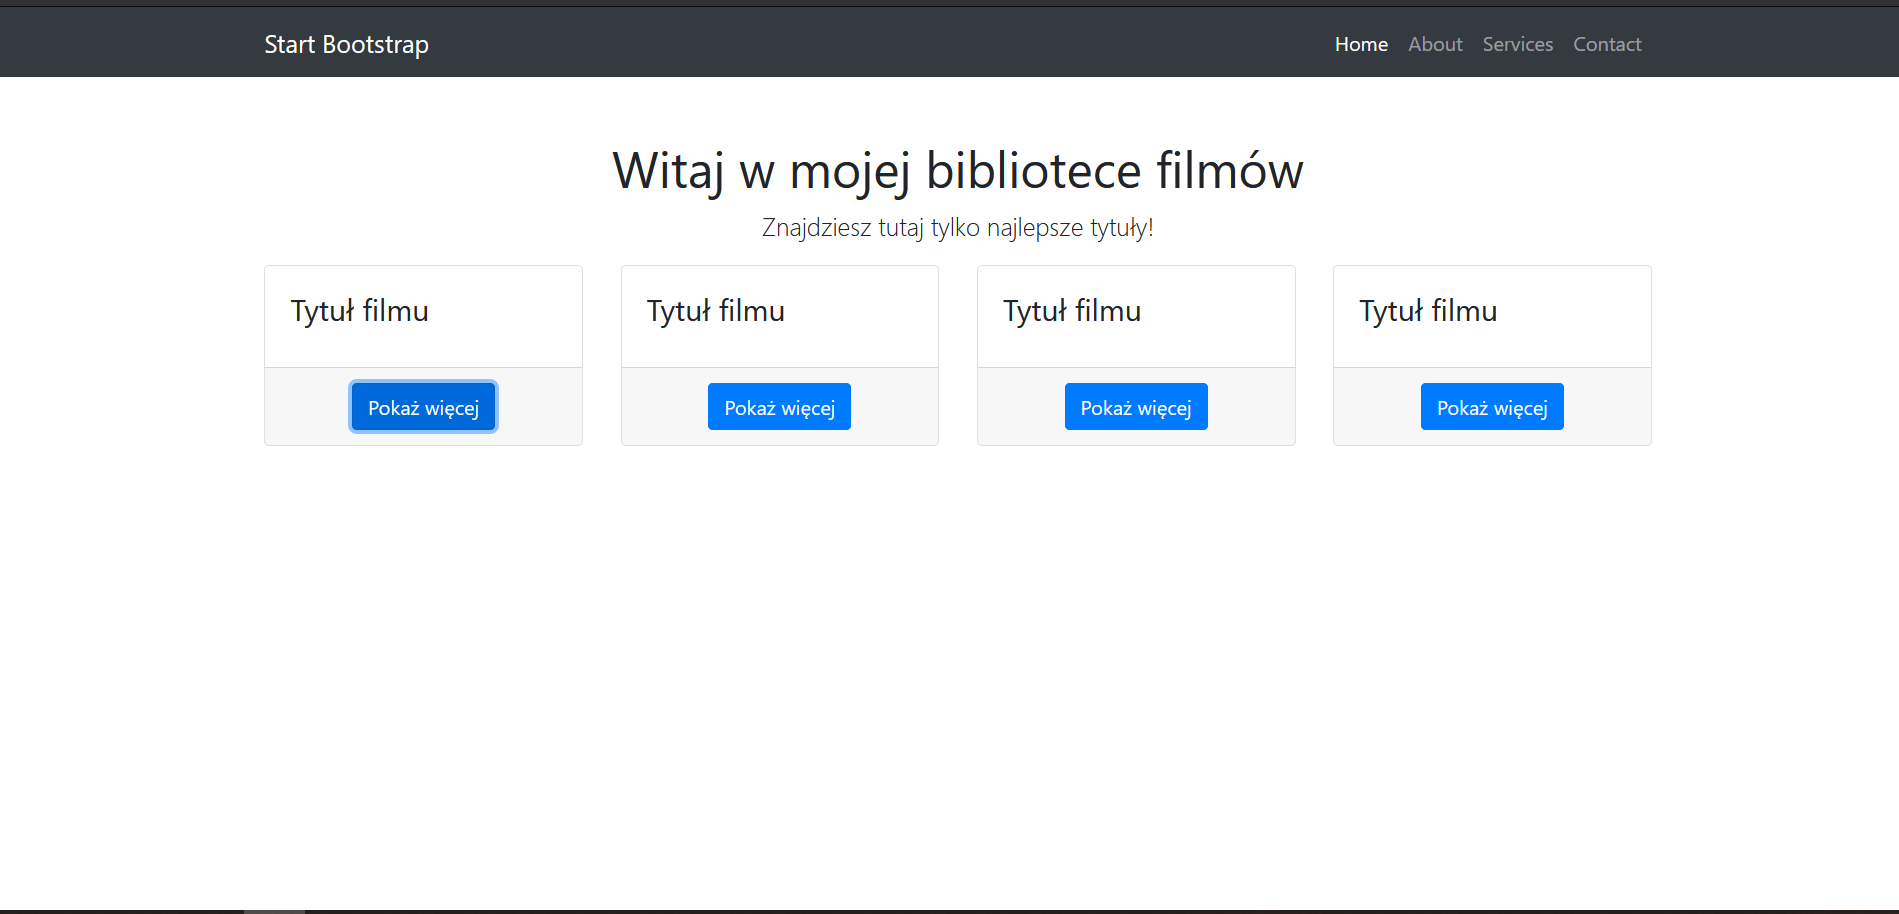 Start Bootstrap
Home About Services Contact
Witaj w mojej bibliotece filmów
Znajdziesz tutaj tylko najlepsze tytuły!
Tytuł filmu
Pokaż więcej
Tytuł filmu
Pokaż więcej
Tytuł filmu
Pokaż więcej
Tytuł filmu
Pokaż więcej